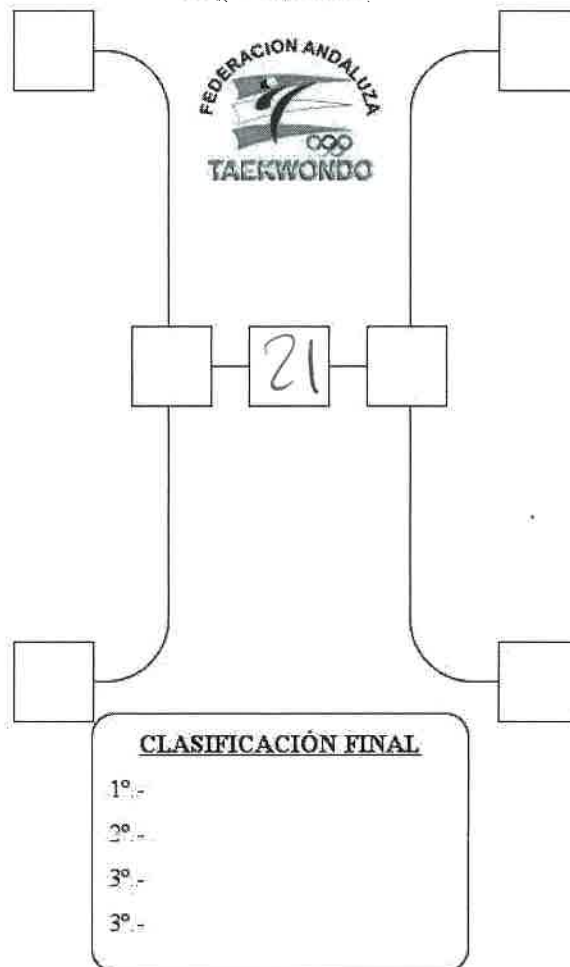 FEDERACION ANDALUZA
TAEKWONDO
21
CLASIFICACIÓN FINAL
1º.-
2º.-
3º.-
3º.-